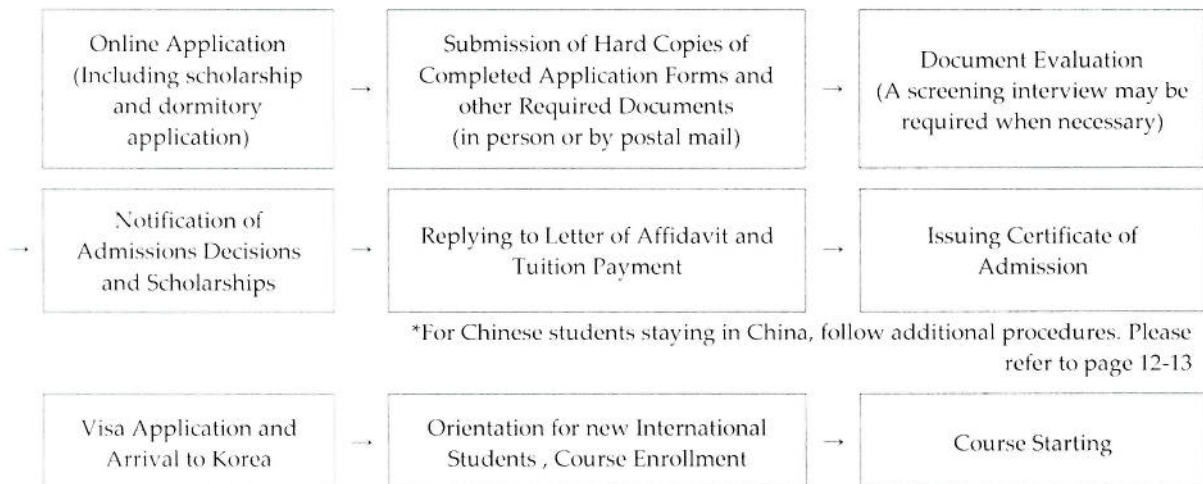 Online Application
(Including scholarship
and dormitory
application)
→
Submission of Hard Copies of
Completed Application Forms and
other Required Documents
(in person or by postal mail)
→
Document Evaluation
(A screening interview may be
required when necessary)
→
Notification of
Admissions Decisions
and Scholarships
→
Replying to Letter of Affidavit and
Tuition Payment
→
Issuing Certificate of
Admission
*For Chinese students staying in China, follow additional procedures. Please
refer to page 12-13
Visa Application and
Arrival to Korea
→
Orientation for new International
Students , Course Enrollment
→
Course Starting